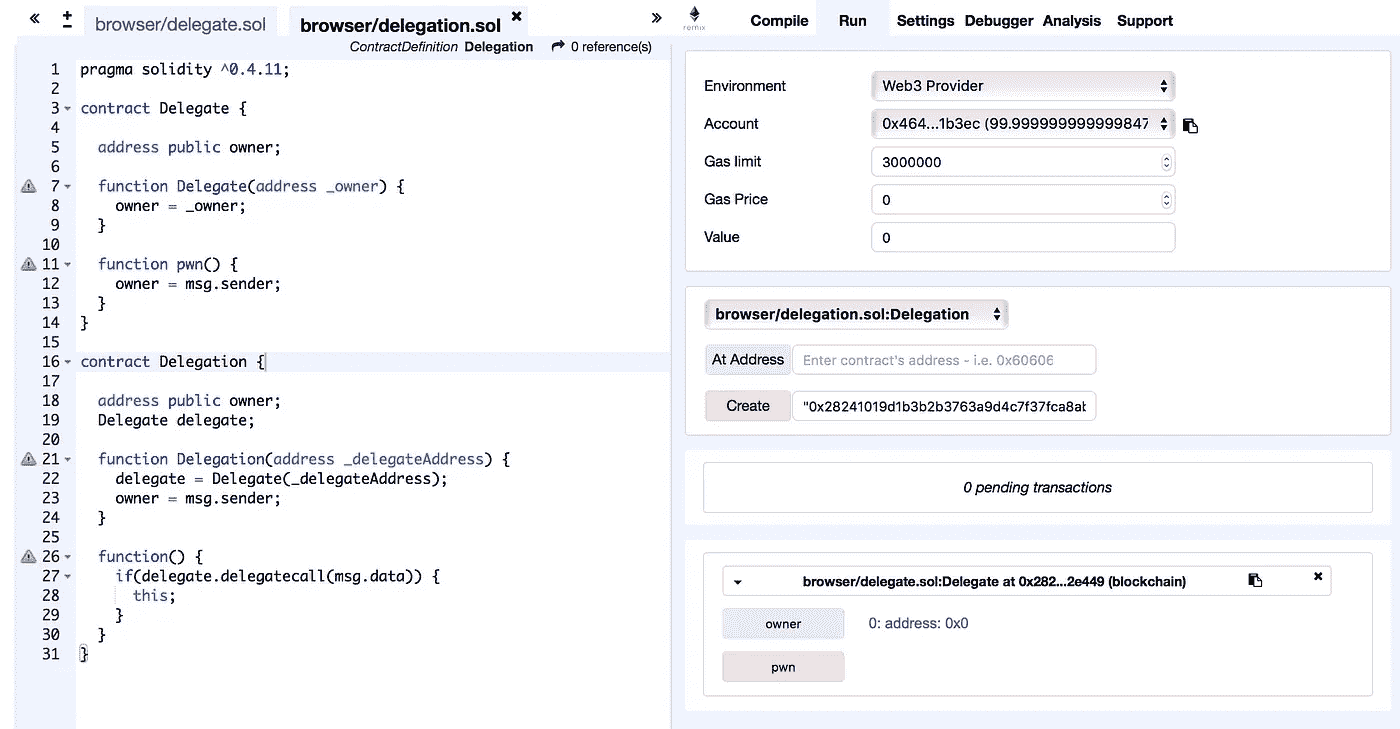 « ± browser/delegate.sol browser/delegation.sol ✖ »
ContractDefinition Delegation 0 reference(s)
1 pragma solidity ^0.4.11;
2
3 contract Delegate {
4
5 address public owner;
6
7 function Delegate(address _owner) {
8 owner = _owner;
9 }
10
11 function pwn() {
12 owner = msg.sender;
13 }
14 }
15
16 contract Delegation {
17
18 address public owner;
19 Delegate delegate;
20
21 function Delegation(address _delegateAddress) {
22 delegate = Delegate(_delegateAddress);
23 owner = msg.sender;
24 }
25
26 function() {
27 if(delegate.delegatecall(msg.data)) {
28 this;
29 }
30 }
31 }
remix
Compile Run Settings Debugger Analysis Support
Environment Web3 Provider
Account 0x464...1b3ec (99.999999999999847
Gas limit 3000000
Gas Price 0
Value 0
browser/delegation.sol:Delegation
At Address Enter contract's address - i.e. 0x60606
Create "0x28241019d1b3b2b3763a9d4c7f37fca8ab
0 pending transactions
browser/delegate.sol:Delegate at 0x282...2e449 (blockchain) ✖
owner 0: address: 0x0
pwn